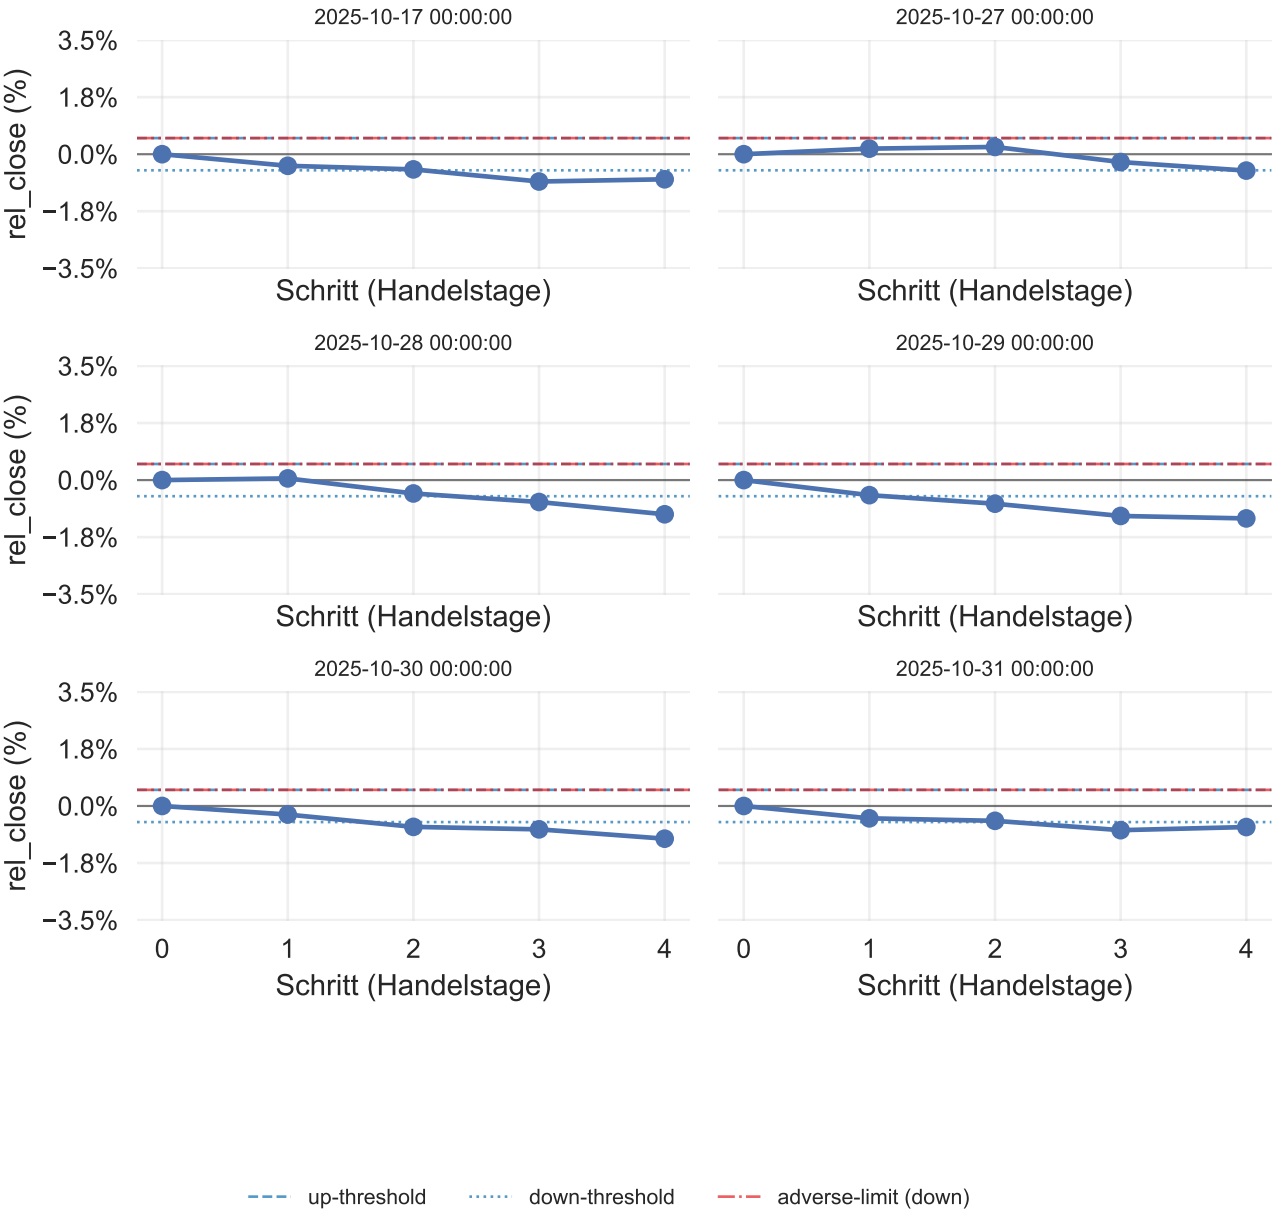 2025-10-17 00:00:00
2025-10-27 00:00:00
3.5%
1.8%
0.0%
−1.8%
−3.5%
rel_close (%)
Schritt (Handelstage)
Schritt (Handelstage)
2025-10-28 00:00:00
2025-10-29 00:00:00
3.5%
1.8%
0.0%
−1.8%
−3.5%
rel_close (%)
Schritt (Handelstage)
Schritt (Handelstage)
2025-10-30 00:00:00
2025-10-31 00:00:00
3.5%
1.8%
0.0%
−1.8%
−3.5%
rel_close (%)
0 1 2 3 4
0 1 2 3 4
Schritt (Handelstage)
Schritt (Handelstage)
up-threshold
down-threshold
adverse-limit (down)